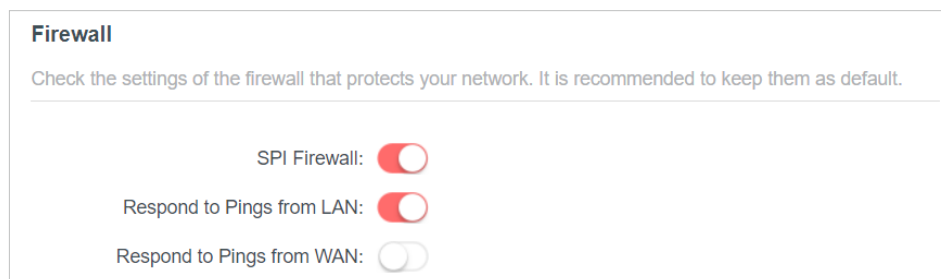 Firewall
Check the settings of the firewall that protects your network. It is recommended to keep them as default.
SPI Firewall:
Respond to Pings from LAN:
Respond to Pings from WAN: